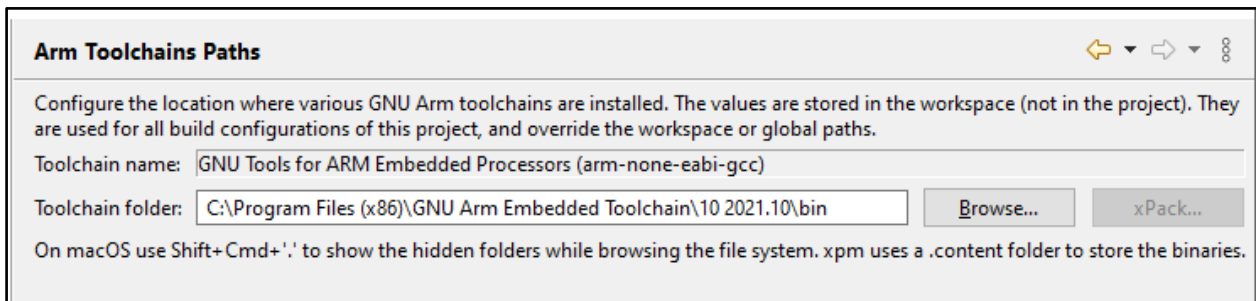 Arm Toolchains Paths
Configure the location where various GNU Arm toolchains are installed. The values are stored in the workspace (not in the project). They
are used for all build configurations of this project, and override the workspace or global paths.
Toolchain name: GNU Tools for ARM Embedded Processors (arm-none-eabi-gcc)
Toolchain folder: C:\Program Files (x86)\GNU Arm Embedded Toolchain\10 2021.10\bin Browse... xPack...
On macOS use Shift+Cmd+'.' to show the hidden folders while browsing the file system. xpm uses a .content folder to store the binaries.